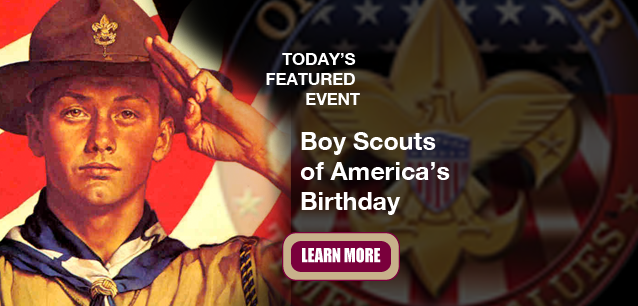 TODAY'S
FEATURED
EVENT
Boy Scouts
of America's
Birthday
LEARN MORE